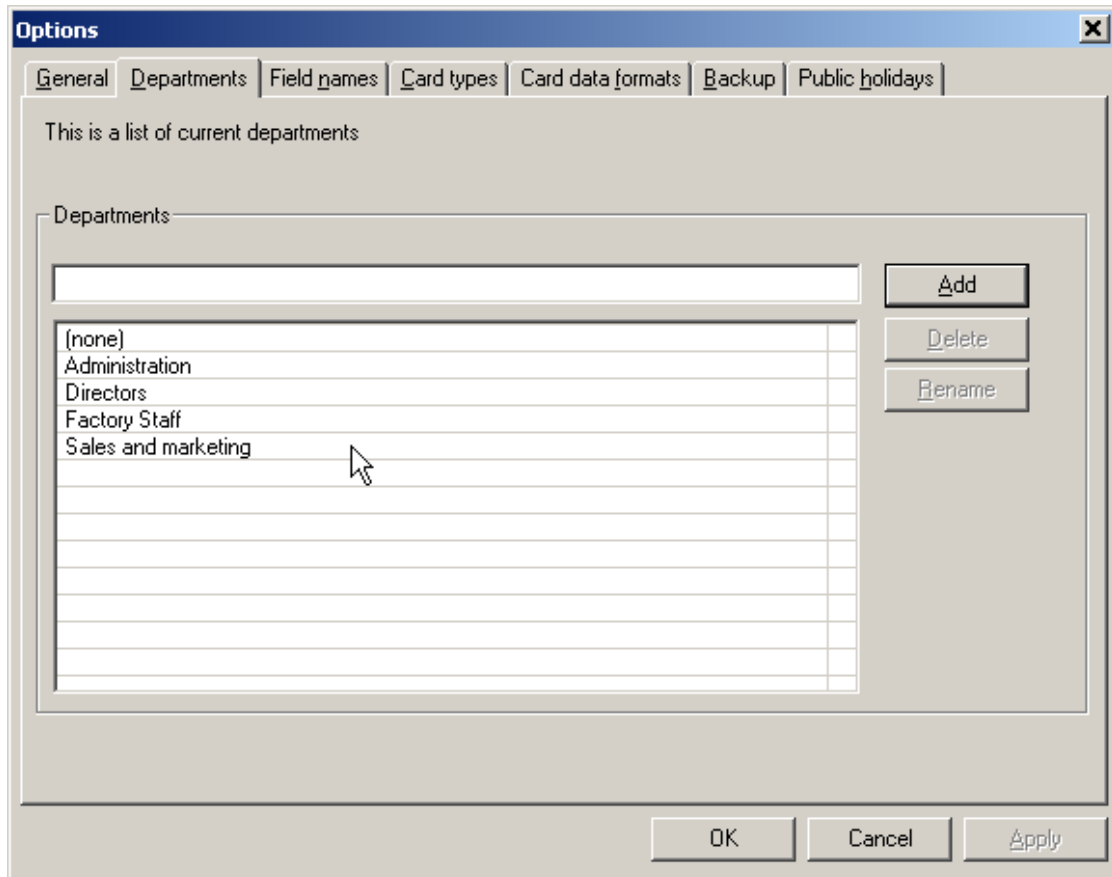 Options
General Departments Field names Card types Card data formats Backup Public holidays
This is a list of current departments
Departments
Add
(none)
Delete
Administration
Directors
Rename
Factory Staff
Sales and marketing
OK Cancel Apply